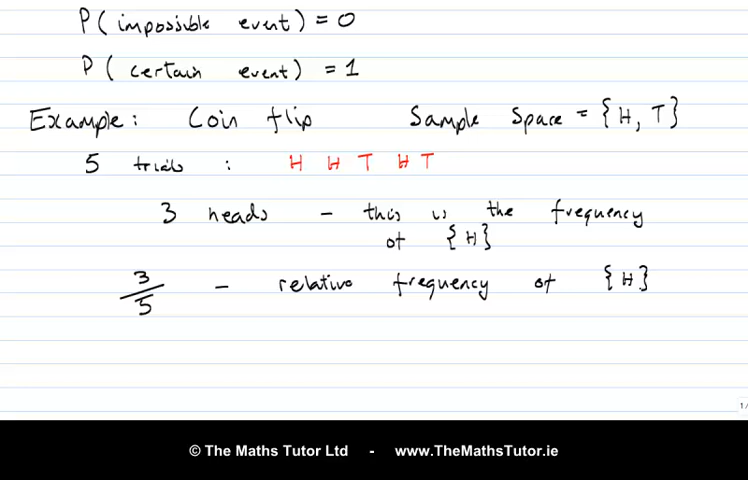 P(impossible event) = 0
P(certain event) = 1
Example: Coin flip Sample Space = {H, T}
5 trials : H H T H T
3 heads - this is the frequency
of {H}
3/5 - relative frequency of {H}
1/
© The Maths Tutor Ltd - www.TheMathsTutor.ie